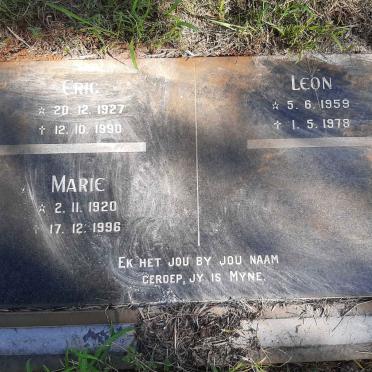 ERIC
☆ 20. 12. 1927
† 12. 10. 1990
MARIE
☆ 2. 11. 1920
† 17. 12. 1996
LEON
☆ 5. 6. 1959
† 1. 5. 1978
EK HET JOU BY JOU NAAM
GEROEP, JY IS MYNE.